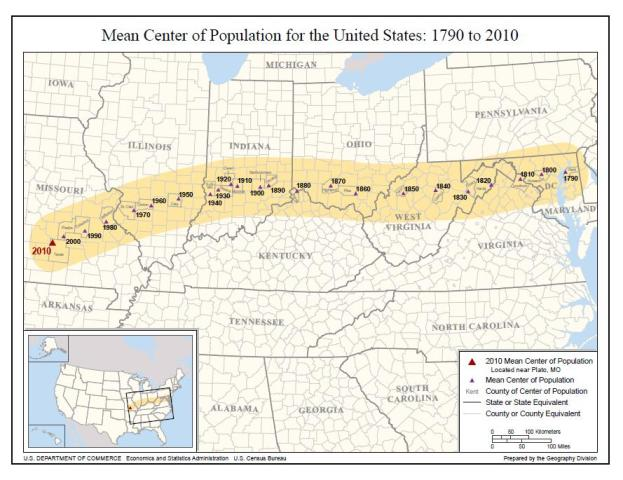 Mean Center of Population for the United States: 1790 to 2010
MICHIGAN
IOWA
PENNSYLVANIA
ILLINOIS
INDIANA
OHIO
MISSOURI
1790
1800
1810
1820
1830
1840
1850
1860
1870
1880
1890
1900
1910
1920
1930
1940
1950
1960
1970
1980
1990
2000
2010
DC
MARYLAND
WEST
VIRGINIA
VIRGINIA
KENTUCKY
ARKANSAS
TENNESSEE
NORTH CAROLINA
SOUTH
CAROLINA
ALABAMA
GEORGIA
2010 Mean Center of Population
Located near Plato, MO
Mean Center of Population
Kent County of Center of Population
State or State Equivalent
County or County Equivalent
0 50 100 Kilometers
0 50 100 Miles
U.S. DEPARTMENT OF COMMERCE Economics and Statistics Administration U.S. Census Bureau
Prepared by the Geography Division